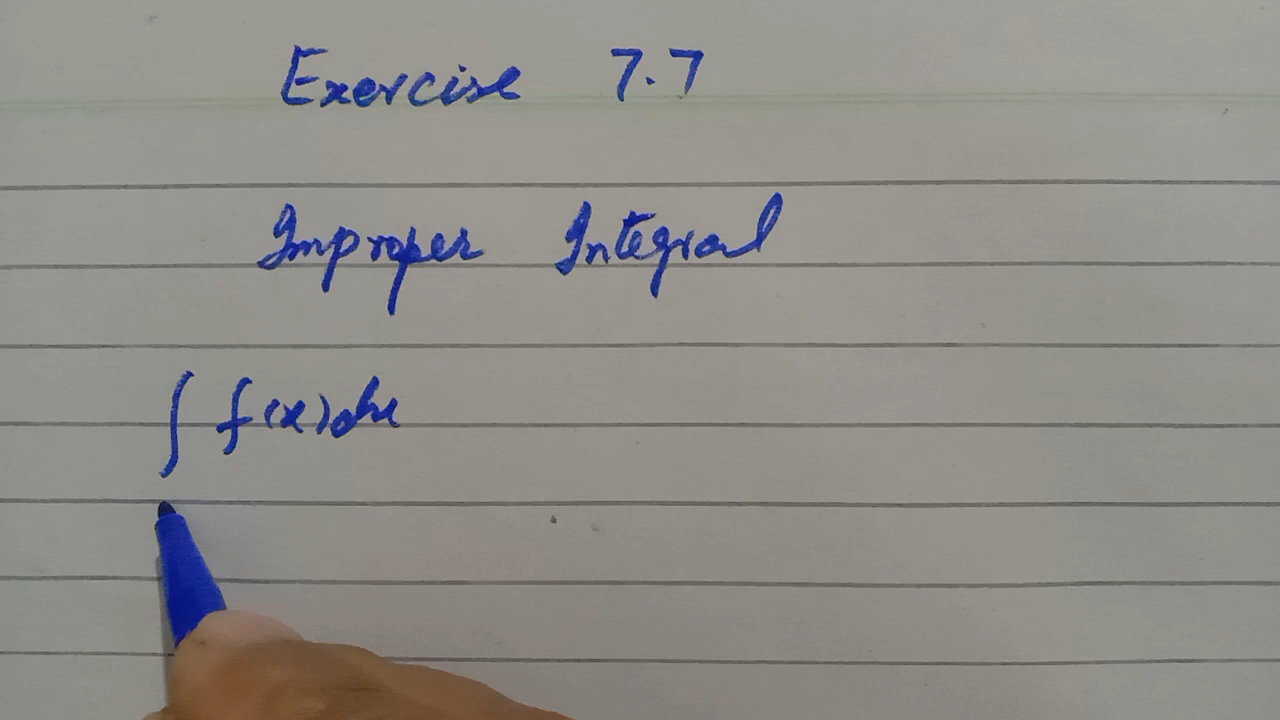 Exercise 7.7
Improper Integral
∫ f(x)dx